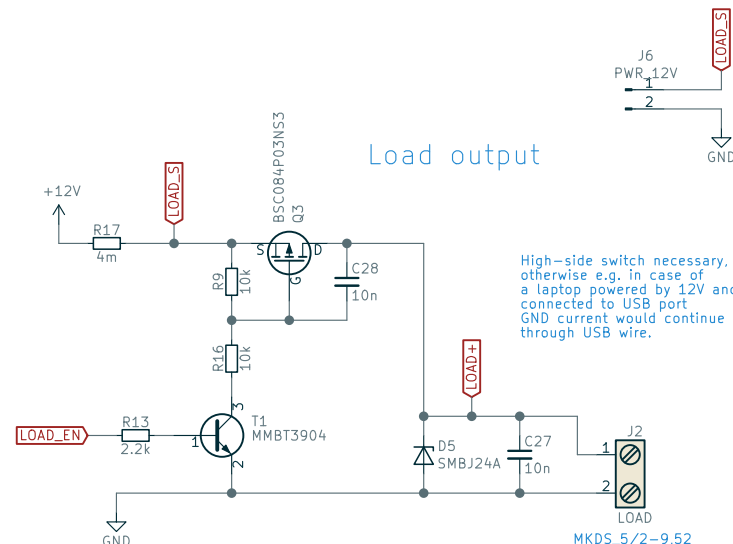 LOAD_S
J6
PWR_12V
1
2
GND
Load output
BSC084P03NS3
Q3
+12V
LOAD_S
R17
4m
S
D
G
R9
10k
C28
10n
High-side switch necessary,
otherwise e.g. in case of
a laptop powered by 12V and
connected to USB port
GND current would continue
through USB wire.
R16
10k
LOAD+
LOAD_EN
R13
2.2k
1
3
2
T1
MMBT3904
D5
SMBJ24A
C27
10n
J2
1
2
LOAD
MKDS_5/2-9.52
GND